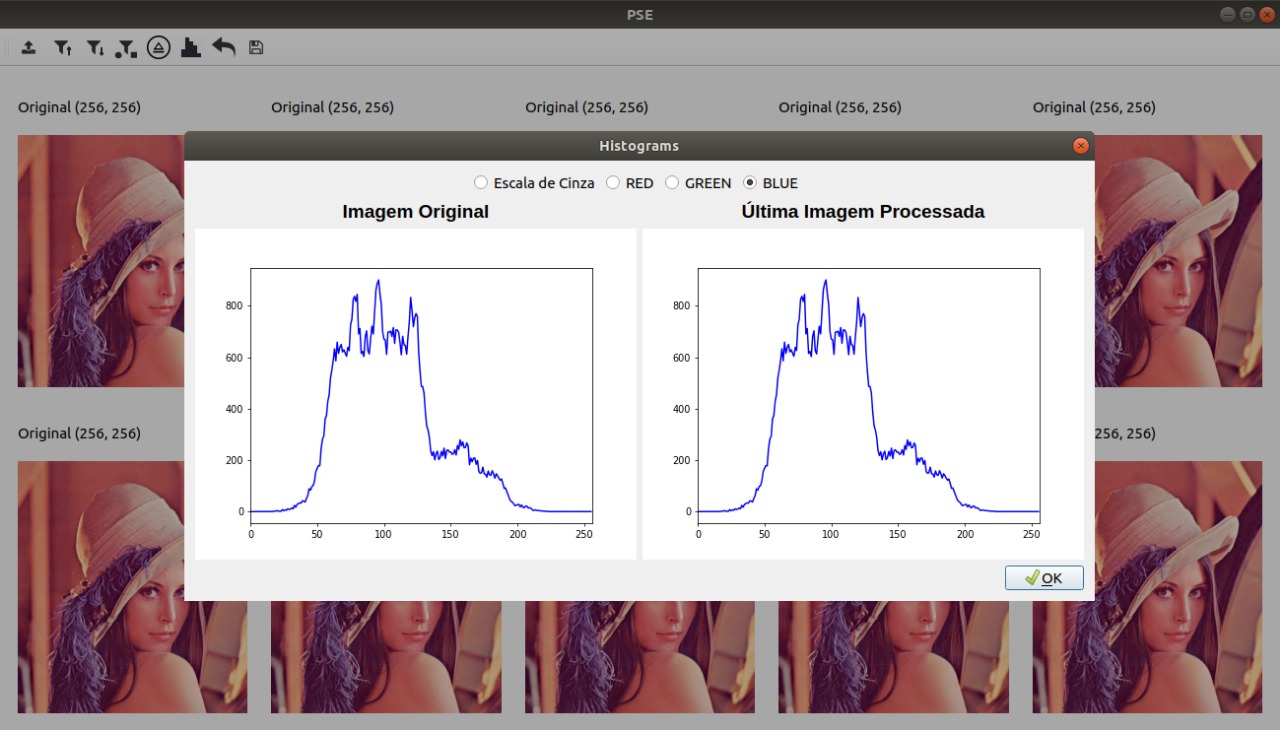 PSE
Original (256, 256) Original (256, 256) Original (256, 256) Original (256, 256) Original (256, 256)
Histograms
Escala de Cinza RED GREEN BLUE
Imagem Original Última Imagem Processada
800 800
600 600
400 400
200 200
0 0
0 50 100 150 200 250 0 50 100 150 200 250
Original (256, 256) 256, 256)
OK